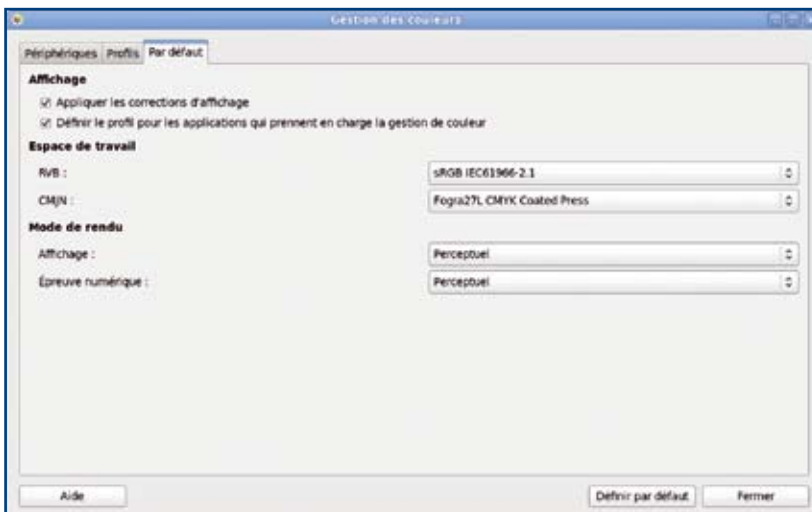 Gestion des couleurs
Périphériques Profils Par défaut
Affichage
Appliquer les corrections d'affichage
Définir le profil pour les applications qui prennent en charge la gestion de couleur
Espace de travail
RVB : sRGB IEC61966-2.1
CMJN : Fogra27L CMYK Coated Press
Mode de rendu
Affichage : Perceptuel
Épreuve numérique : Perceptuel
Aide Définir par défaut Fermer